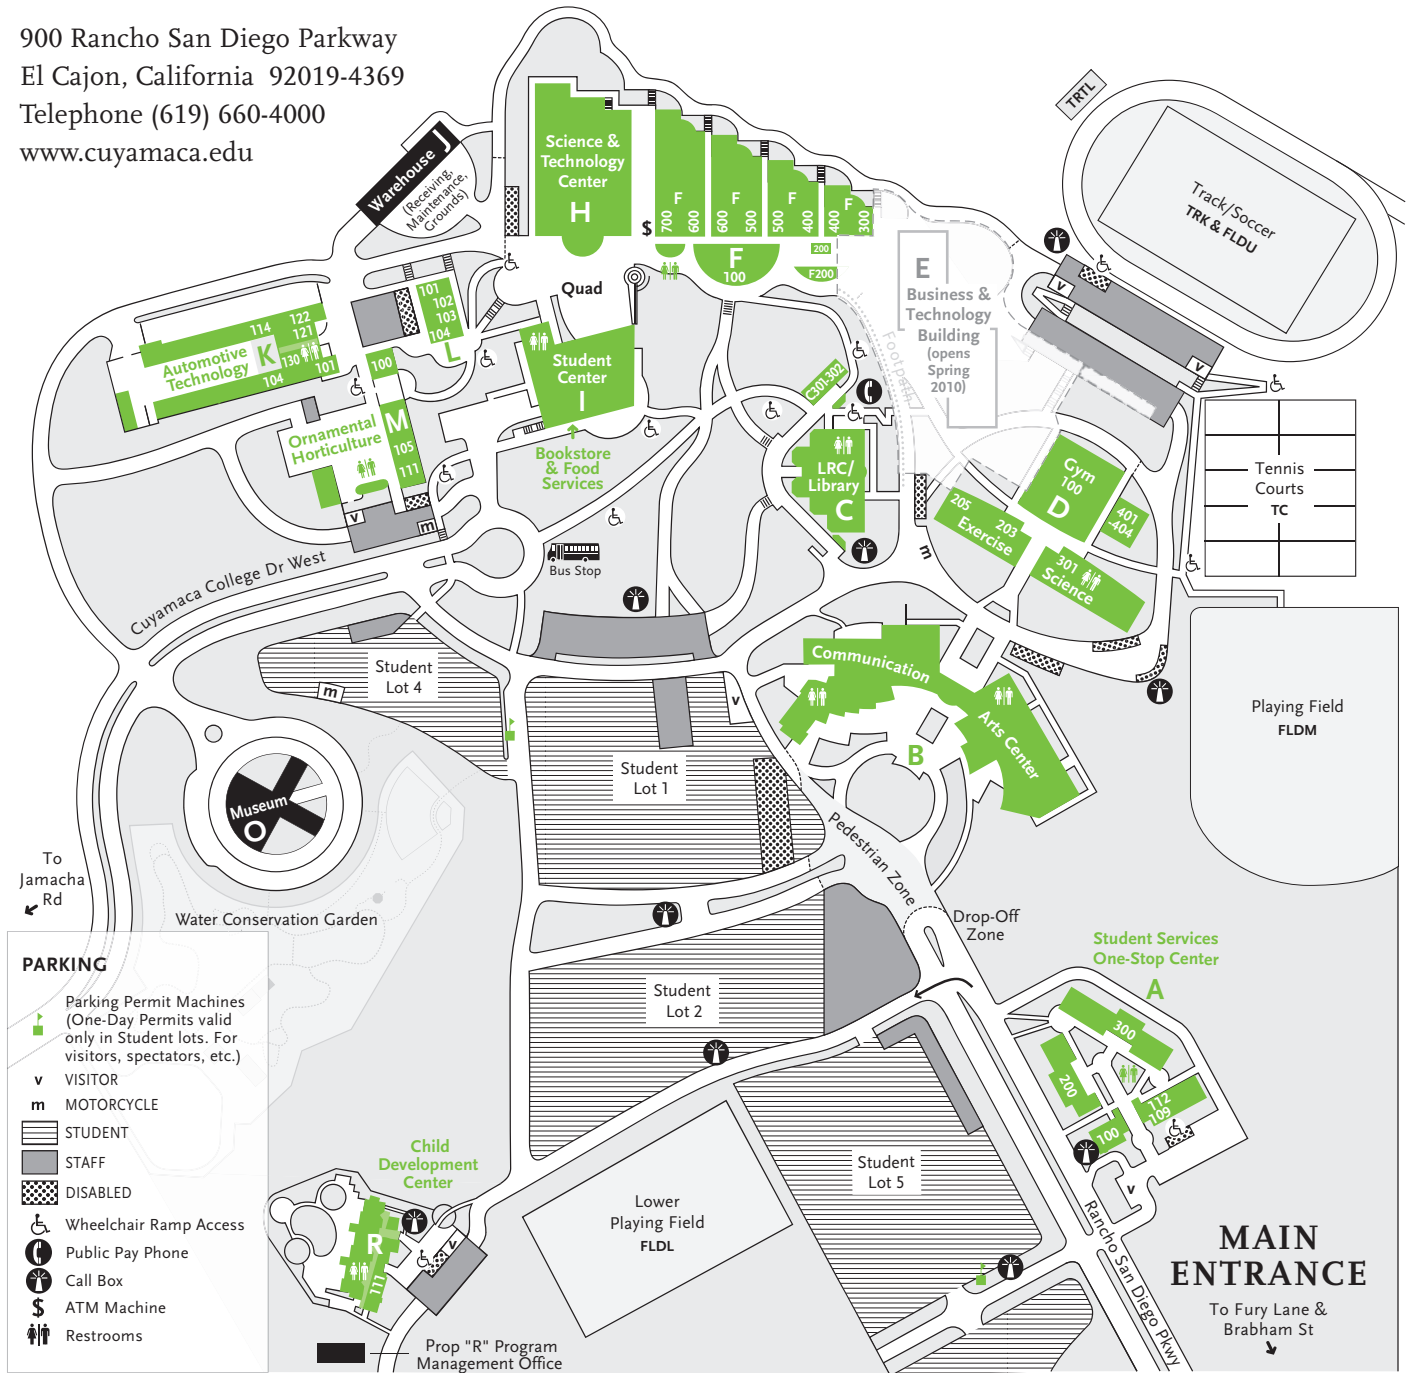 900 Rancho San Diego Parkway
El Cajon, California 92019-4369
Telephone (619) 660-4000
www.cuyamaca.edu
TRTL
Track/Soccer
TRK & FLDU
Warehouse J
(Receiving,
Maintenance,
Grounds)
Science &
Technology
Center
H
$
F
700
600
F
600
500
F
500
400
F
400
300
F
100
200
F200
E
Business &
Technology
Building
(opens
Spring
2010)
Footpath
Quad
101
102
103
104
L
114
122
121
Automotive
Technology
K
130
101
104
100
M
Ornamental
Horticulture
105
111
v
m
Student
Center
I
Bookstore
& Food
Services
C301-302
LRC/
Library
C
v
v
Gym
100
D
205
203
Exercise
401
-404
301
Science
m
Tennis
Courts
TC
Bus Stop
Cuyamaca College Dr West
Student
Lot 4
m
v
Student
Lot 1
Communication
Arts Center
B
Playing Field
FLDM
Museum
O
To
Jamacha
Rd
Water Conservation Garden
Pedestrian Zone
Drop-Off
Zone
Student
Lot 2
Student Services
One-Stop Center
A
300
200
112
109
100
v
Child
Development
Center
R
111
v
Lower
Playing Field
FLDL
Student
Lot 5
Rancho San Diego Pkwy
MAIN
ENTRANCE
To Fury Lane &
Brabham St
Prop "R" Program
Management Office
PARKING
Parking Permit Machines
(One-Day Permits valid
only in Student lots. For
visitors, spectators, etc.)
v VISITOR
m MOTORCYCLE
STUDENT
STAFF
DISABLED
Wheelchair Ramp Access
Public Pay Phone
Call Box
$ ATM Machine
Restrooms